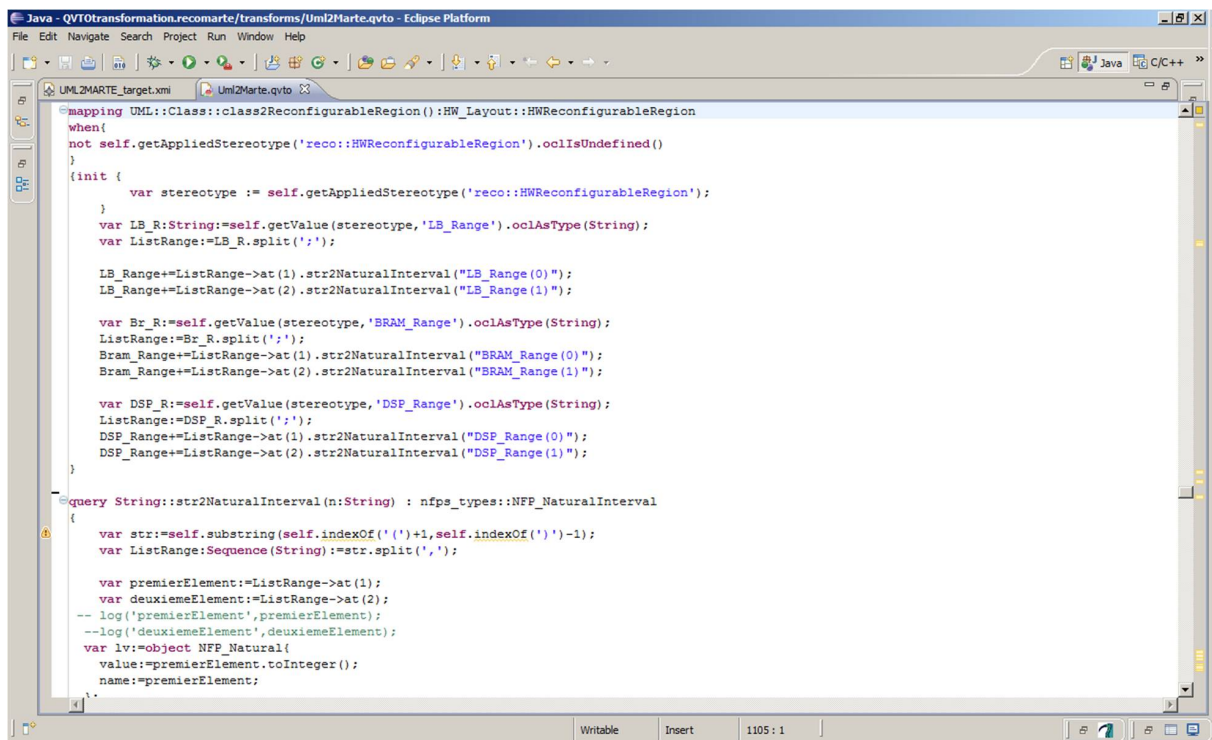 Java - QVTOtransformation.recomarte/transforms/Uml2Marte.qvto - Eclipse Platform
File Edit Navigate Search Project Run Window Help
Java C/C++ »
UML2MARTE_target.xmi Uml2Marte.qvto
mapping UML::Class::class2ReconfigurableRegion():HW_Layout::HWReconfigurableRegion
when{
not self.getAppliedStereotype('reco::HWReconfigurableRegion').oclIsUndefined()
}
{init {
var stereotype := self.getAppliedStereotype('reco::HWReconfigurableRegion');
}
var LB_R:String:=self.getValue(stereotype,'LB_Range').oclAsType(String);
var ListRange:=LB_R.split(';');
LB_Range+=ListRange->at(1).str2NaturalInterval("LB_Range(0)");
LB_Range+=ListRange->at(2).str2NaturalInterval("LB_Range(1)");
var Br_R:=self.getValue(stereotype,'BRAM_Range').oclAsType(String);
ListRange:=Br_R.split(';');
Bram_Range+=ListRange->at(1).str2NaturalInterval("BRAM_Range(0)");
Bram_Range+=ListRange->at(2).str2NaturalInterval("BRAM_Range(1)");
var DSP_R:=self.getValue(stereotype,'DSP_Range').oclAsType(String);
ListRange:=DSP_R.split(';');
DSP_Range+=ListRange->at(1).str2NaturalInterval("DSP_Range(0)");
DSP_Range+=ListRange->at(2).str2NaturalInterval("DSP_Range(1)");
}
query String::str2NaturalInterval(n:String) : nfps_types::NFP_NaturalInterval
{
var str:=self.substring(self.indexOf('(')+1,self.indexOf(')')-1);
var ListRange:Sequence(String):=str.split(',');
var premierElement:=ListRange->at(1);
var deuxiemeElement:=ListRange->at(2);
-- log('premierElement',premierElement);
--log('deuxiemeElement',deuxiemeElement);
var lv:=object NFP_Natural{
value:=premierElement.toInteger();
name:=premierElement;
Writable Insert 1105 : 1